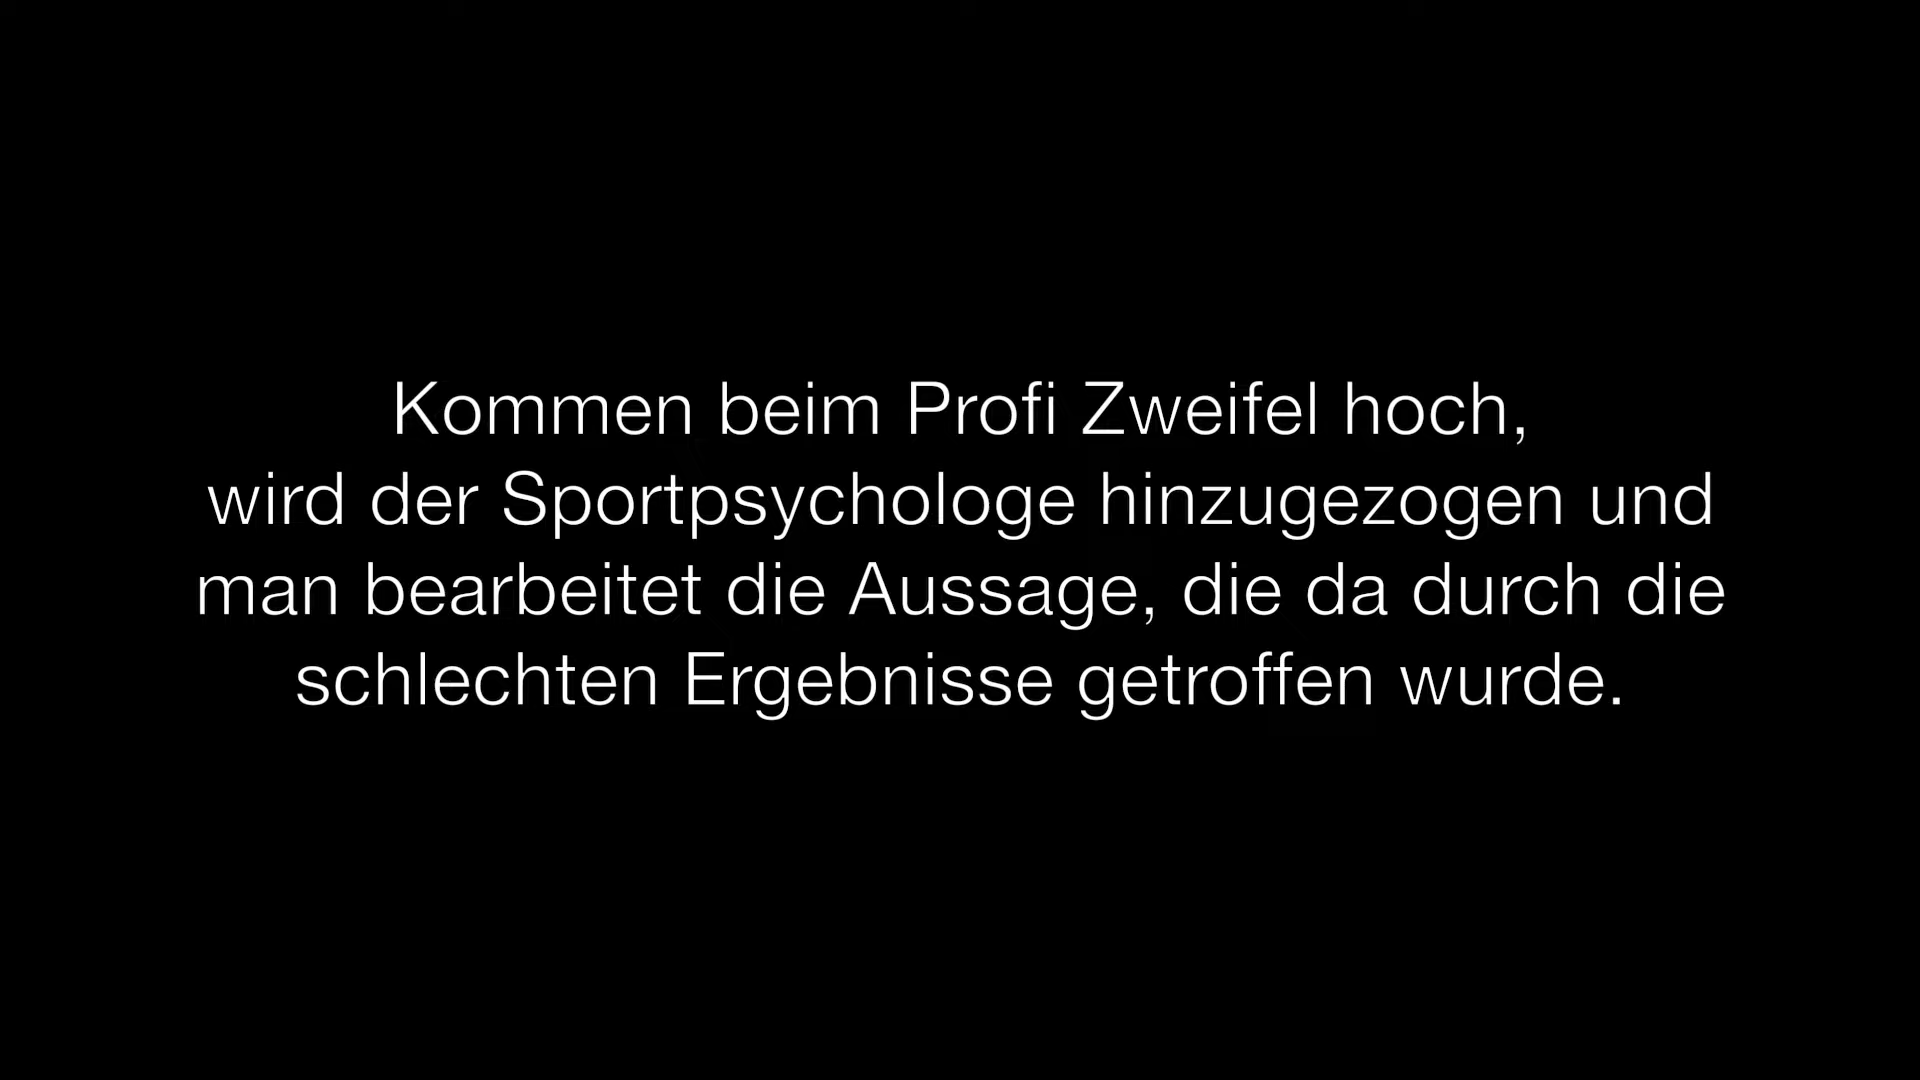 Kommen beim Profi Zweifel hoch,
wird der Sportpsychologe hinzugezogen und
man bearbeitet die Aussage, die da durch die
schlechten Ergebnisse getroffen wurde.